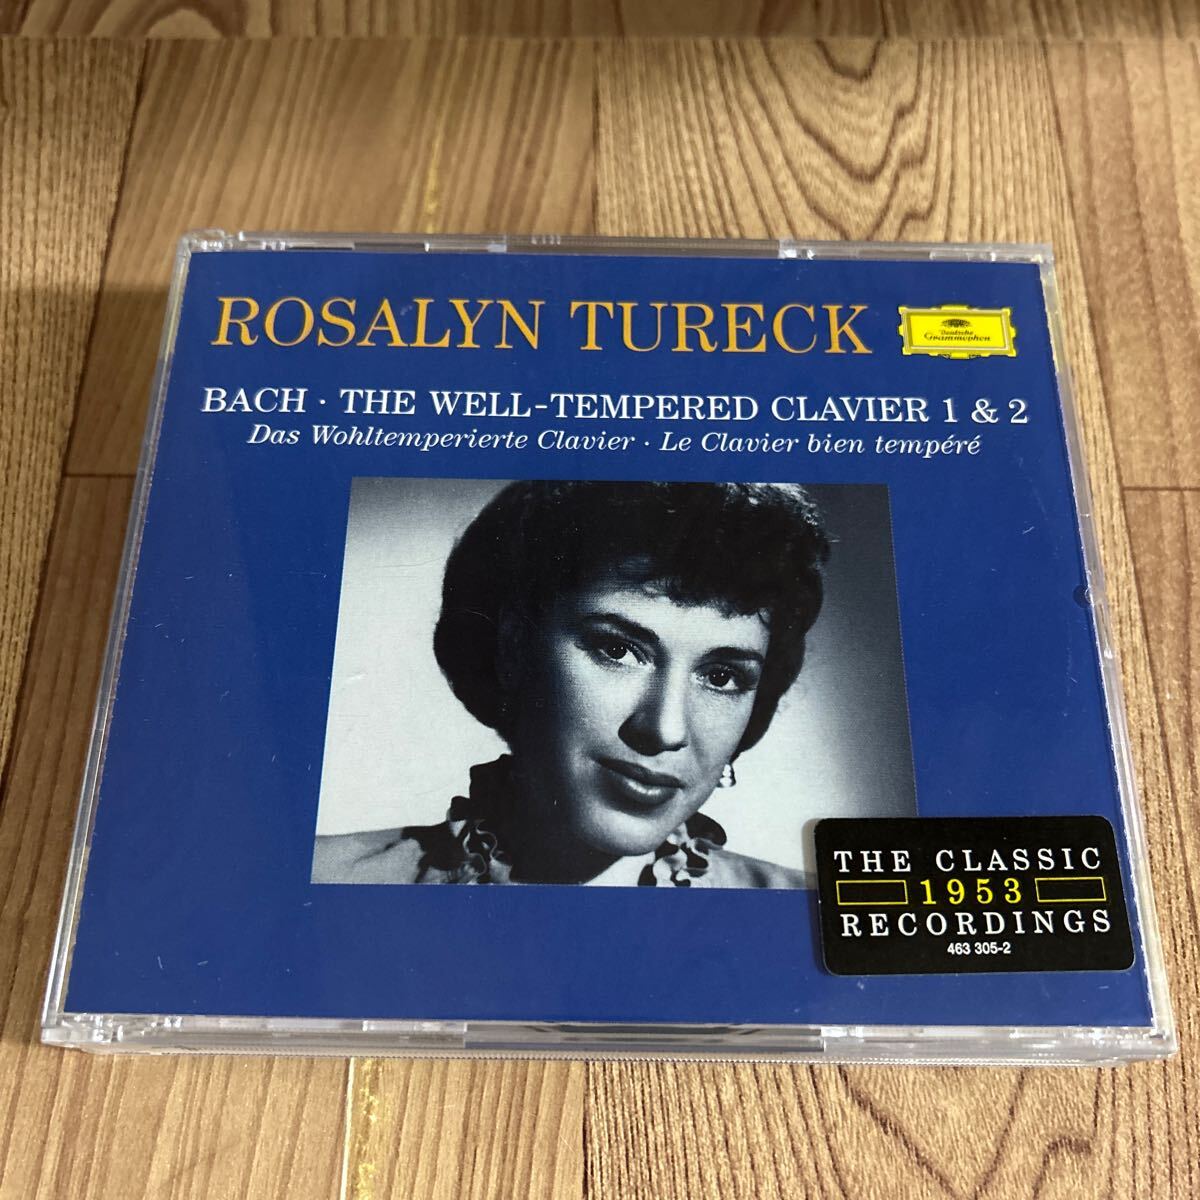 ROSALYN TURECK
Deutsche
Grammophon
BACH · THE WELL-TEMPERED CLAVIER 1 & 2
Das Wohltemperierte Clavier · Le Clavier bien tempéré
THE CLASSIC
1953
RECORDINGS
463 305-2